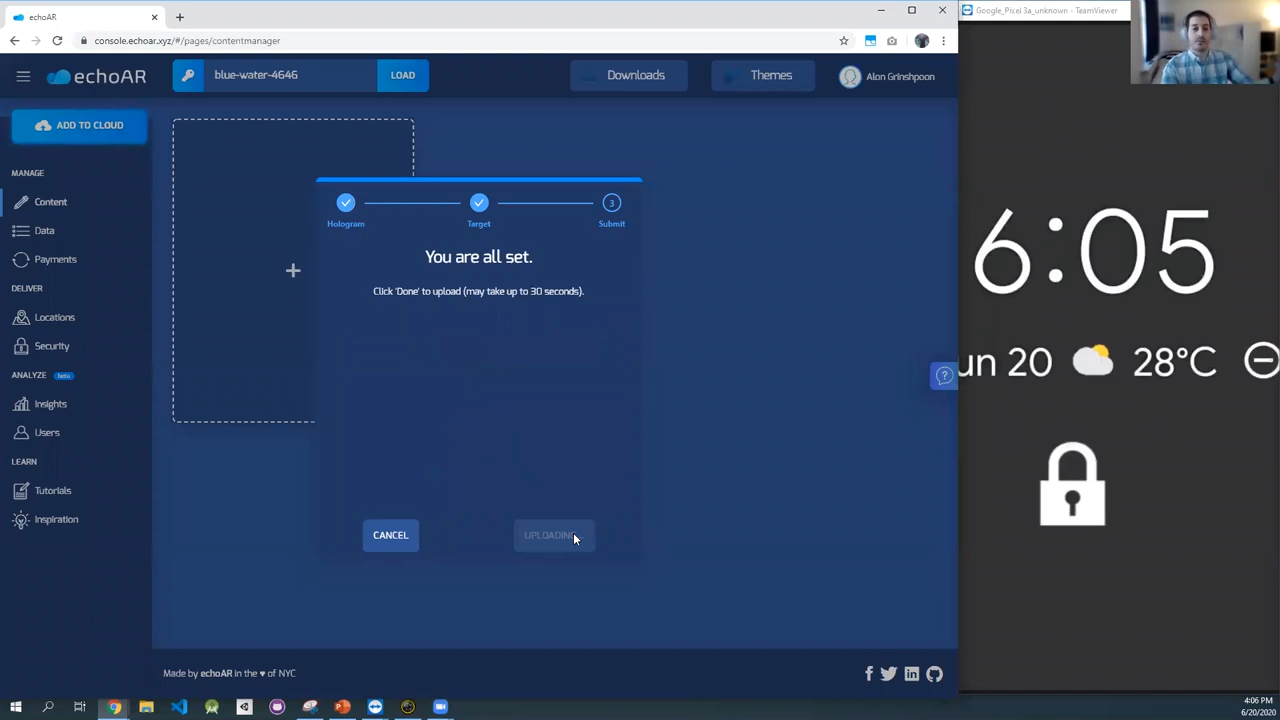 echoAR
Google_Pixel 3a_unknown - TeamViewer
console.echoar.xyz/#/pages/contentmanager
echoAR
blue-water-4646
LOAD
Downloads
Themes
Alon Grinshpoon
ADD TO CLOUD
MANAGE
Content
Data
Payments
DELIVER
Locations
Security
ANALYZE beta
Insights
Users
LEARN
Tutorials
Inspiration
Hologram
Target
3
Submit
You are all set.
Click 'Done' to upload (may take up to 30 seconds).
CANCEL
UPLOADING
6:05
un 20
28°C
Made by echoAR in the ♥ of NYC
4:06 PM
6/20/2020